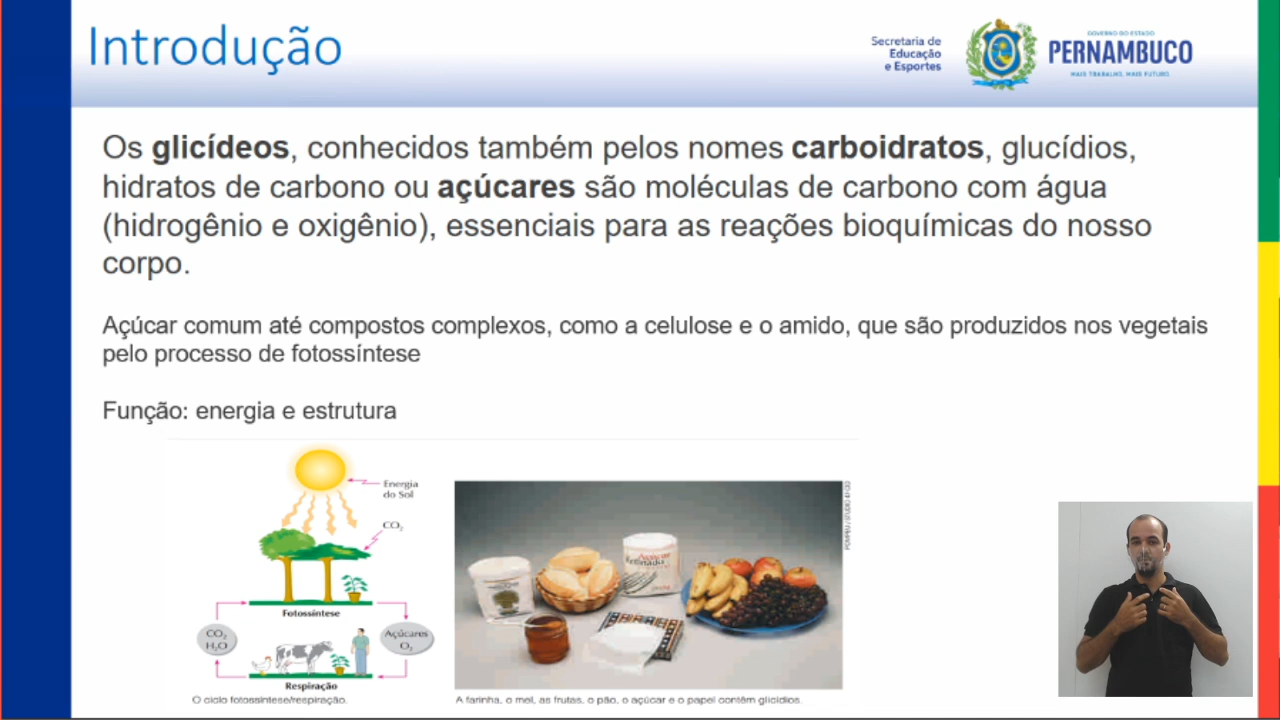 Introdução
Secretaria de
Educação
e Esportes
GOVERNO DO ESTADO
PERNAMBUCO
MAIS TRABALHO, MAIS FUTURO.
Os glicídeos, conhecidos também pelos nomes carboidratos, glucídios,
hidratos de carbono ou açúcares são moléculas de carbono com água
(hidrogênio e oxigênio), essenciais para as reações bioquímicas do nosso
corpo.
Açúcar comum até compostos complexos, como a celulose e o amido, que são produzidos nos vegetais
pelo processo de fotossíntese
Função: energia e estrutura
Energia
do Sol
CO₂
Fotossíntese
CO₂
H₂O
Açúcares
O₂
Respiração
O ciclo fotossíntese/respiração.
Açúcar
Refinado
A farinha, o mel, as frutas, o pão, o açúcar e o papel contêm glicídios.